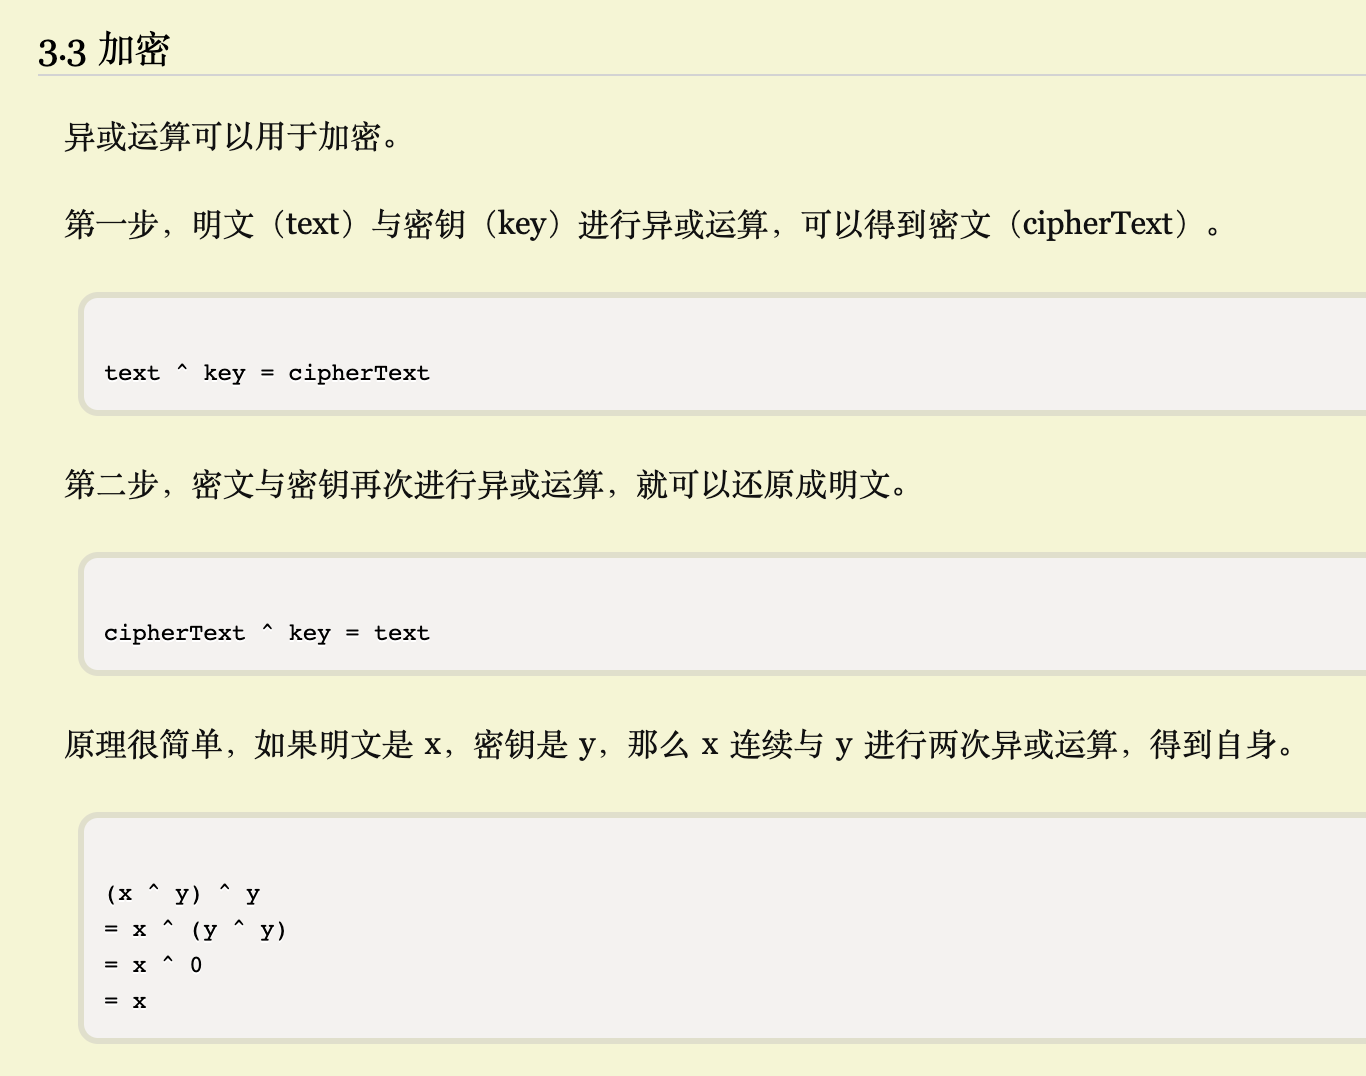 3.3 加密
异或运算可以用于加密。
第一步，明文（text）与密钥（key）进行异或运算，可以得到密文（cipherText）。
text ^ key = cipherText
第二步，密文与密钥再次进行异或运算，就可以还原成明文。
cipherText ^ key = text
原理很简单，如果明文是 x，密钥是 y，那么 x 连续与 y 进行两次异或运算，得到自身。
(x ^ y) ^ y
= x ^ (y ^ y)
= x ^ 0
= x